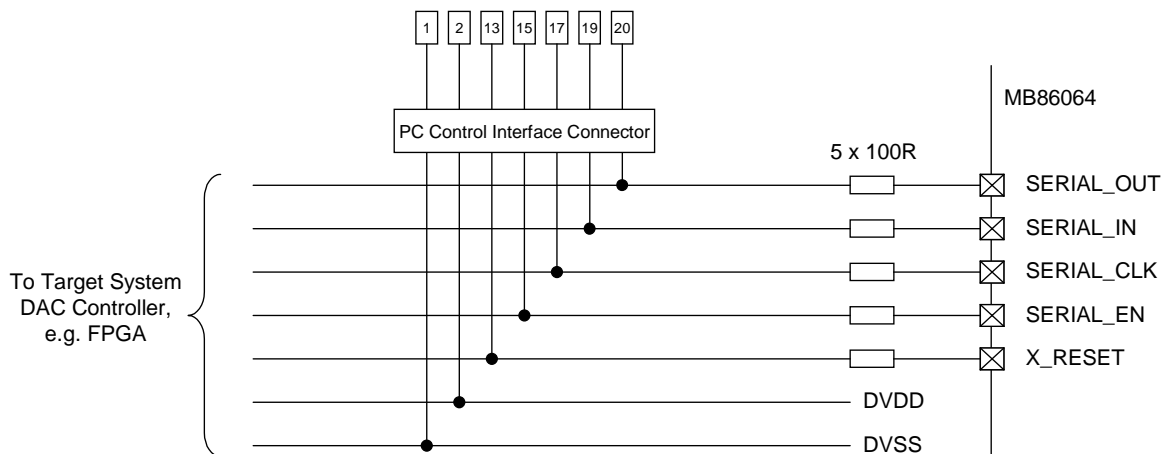 1 2 13 15 17 19 20
MB86064
PC Control Interface Connector
5 x 100R
SERIAL_OUT
SERIAL_IN
SERIAL_CLK
To Target System
DAC Controller,
e.g. FPGA
SERIAL_EN
X_RESET
DVDD
DVSS